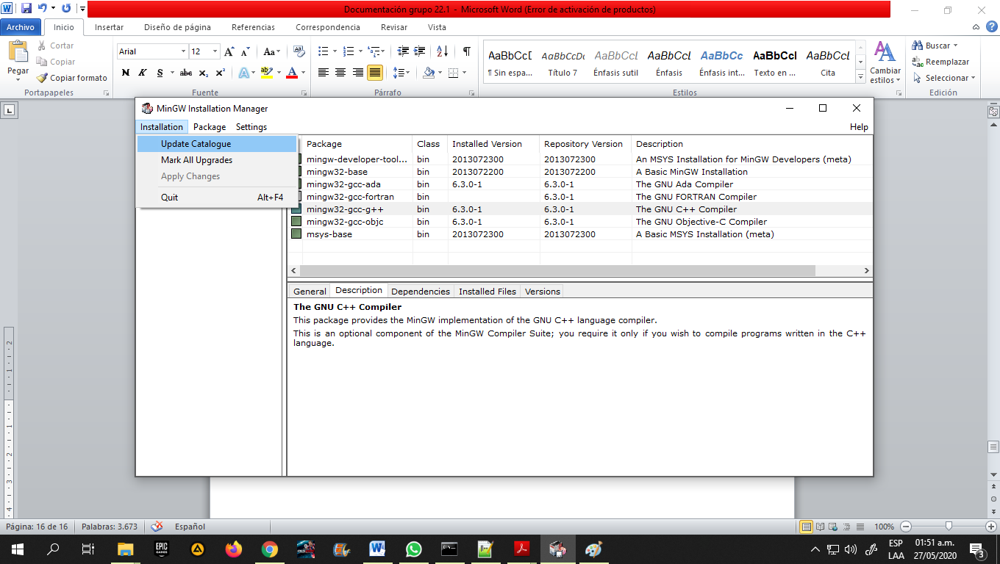 Documentación grupo 22.1 - Microsoft Word (Error de activación de productos)
Archivo Inicio Insertar Diseño de página Referencias Correspondencia Revisar Vista
Pegar
Cortar
Copiar
Copiar formato
Portapapeles
Arial 12
N K S abc x₂ x²
Fuente
Párrafo
AaBbCcI AaBbCcDc AaBbCcL AaBbCcL AaBbCc AaBbCcI AaBbCcL
¶ Sin espa... Título 7 Énfasis sutil Énfasis Énfasis int... Texto en ... Cita
Cambiar estilos
Estilos
Buscar
Reemplazar
Seleccionar
Edición
MinGW Installation Manager
Installation Package Settings Help
Update Catalogue
Mark All Upgrades
Apply Changes
Quit Alt+F4
Package Class Installed Version Repository Version Description
mingw-developer-tool... bin 2013072300 2013072300 An MSYS Installation for MinGW Developers (meta)
mingw32-base bin 2013072200 2013072200 A Basic MinGW Installation
mingw32-gcc-ada bin 6.3.0-1 6.3.0-1 The GNU Ada Compiler
mingw32-gcc-fortran bin 6.3.0-1 The GNU FORTRAN Compiler
mingw32-gcc-g++ bin 6.3.0-1 6.3.0-1 The GNU C++ Compiler
mingw32-gcc-objc bin 6.3.0-1 6.3.0-1 The GNU Objective-C Compiler
msys-base bin 2013072300 2013072300 A Basic MSYS Installation (meta)
General Description Dependencies Installed Files Versions
The GNU C++ Compiler
This package provides the MinGW implementation of the GNU C++ language compiler.
This is an optional component of the MinGW Compiler Suite; you require it only if you wish to compile programs written in the C++
language.
Página: 16 de 16 Palabras: 3.673 Español 100%
EPIC GAMES
ESP
LAA
01:51 a.m.
27/05/2020
3